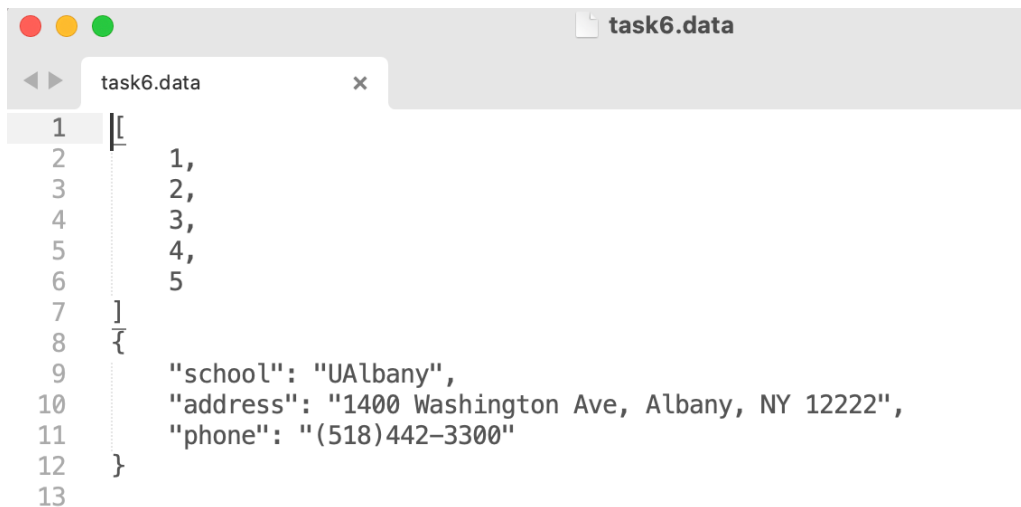 task6.data
task6.data ×
1 [
2     1,
3     2,
4     3,
5     4,
6     5
7 ]
8 {
9     "school": "UAlbany",
10     "address": "1400 Washington Ave, Albany, NY 12222",
11     "phone": "(518)442-3300"
12 }
13